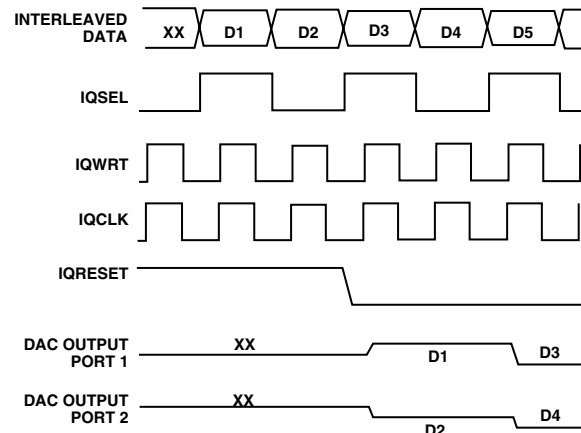 INTERLEAVED
DATA
XX D1 D2 D3 D4 D5
IQSEL
IQWRT
IQCLK
IQRESET
DAC OUTPUT
PORT 1
XX
D1
D3
DAC OUTPUT
PORT 2
XX
D2
D4